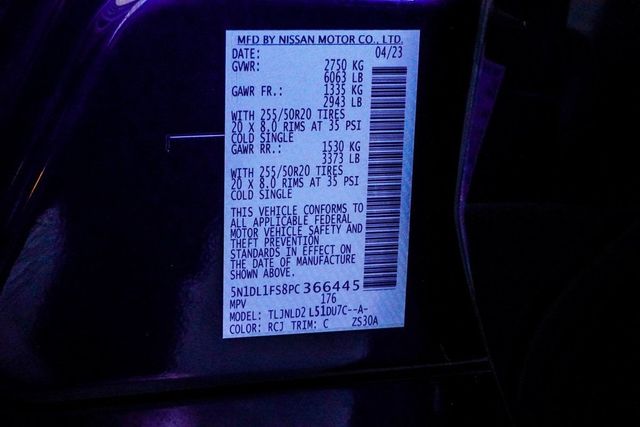 MFD BY NISSAN MOTOR CO., LTD.
DATE: 04/23
GVWR: 2750 KG
6063 LB
GAWR FR.: 1335 KG
2943 LB
WITH 255/50R20 TIRES
20 X 8.0 RIMS AT 35 PSI
COLD SINGLE
GAWR RR.: 1530 KG
3373 LB
WITH 255/50R20 TIRES
20 X 8.0 RIMS AT 35 PSI
COLD SINGLE
THIS VEHICLE CONFORMS TO
ALL APPLICABLE FEDERAL
MOTOR VEHICLE SAFETY AND
THEFT PREVENTION
STANDARDS IN EFFECT ON
THE DATE OF MANUFACTURE
SHOWN ABOVE.
5N1DL1FS8PC366445
MPV 176
MODEL: TLJNLD2 L51DU7C--A-
COLOR: RCJ TRIM: C ZS30A